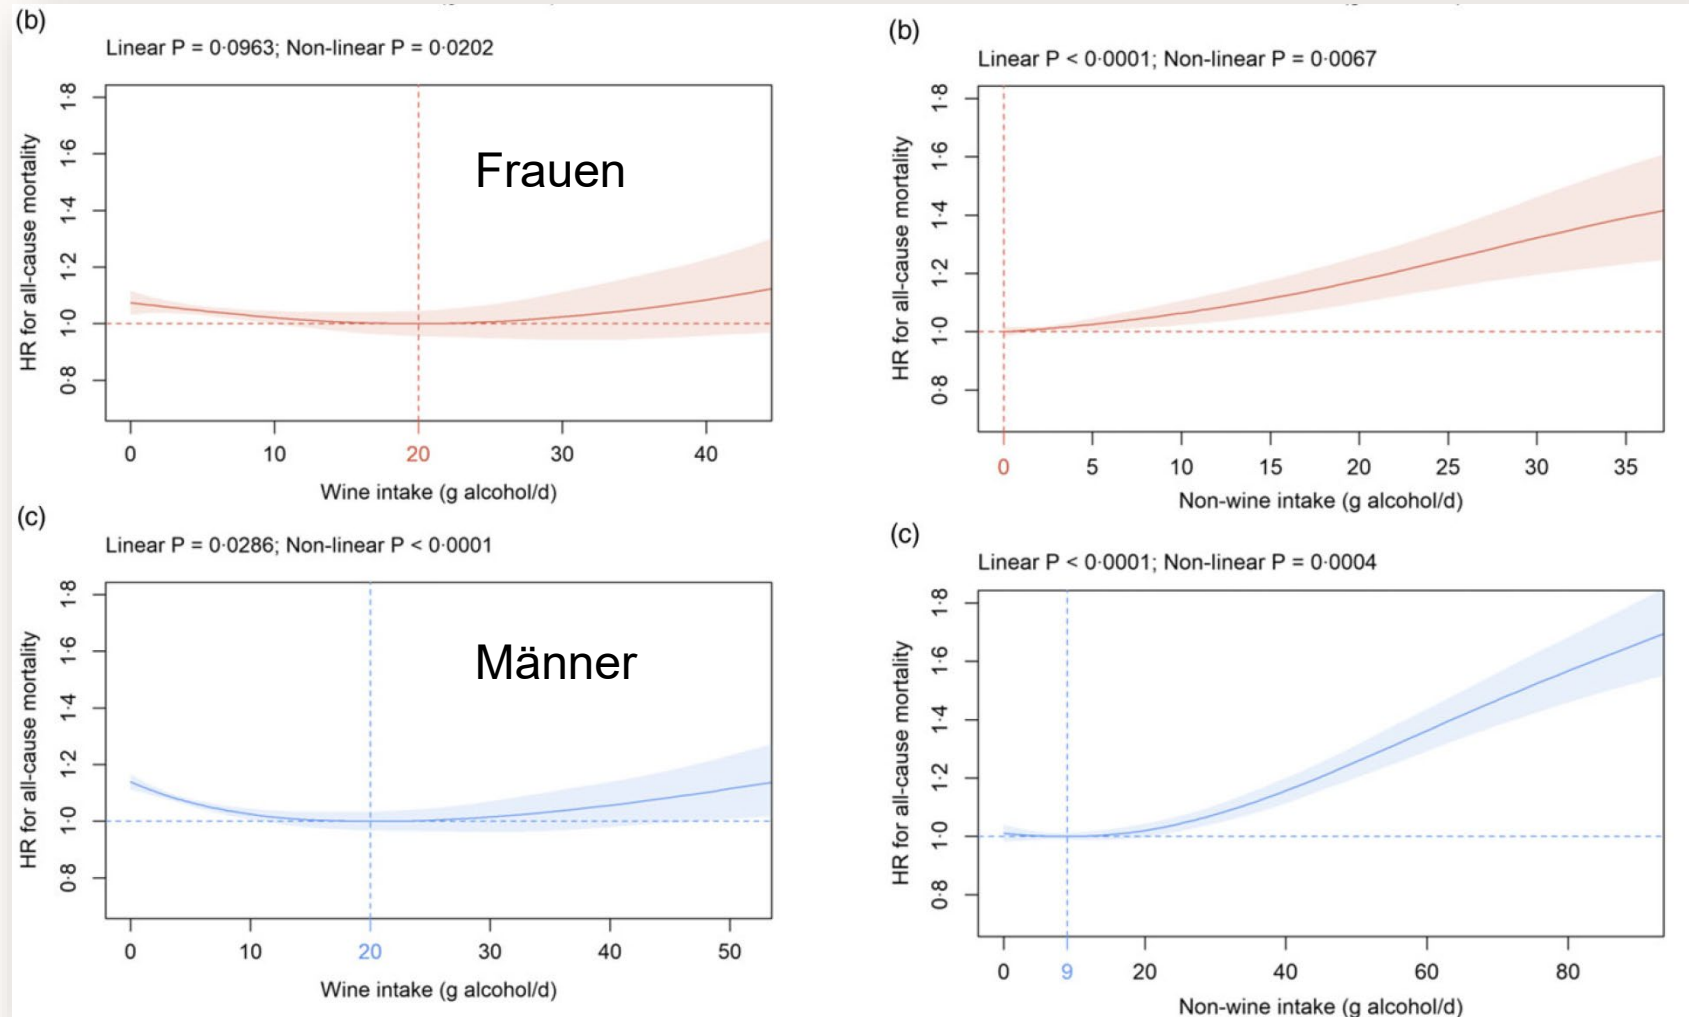 (b)
Linear P = 0·0963; Non-linear P = 0·0202
HR for all-cause mortality
1·8
1·6
1·4
1·2
1·0
0·8
Frauen
0 10 20 30 40
Wine intake (g alcohol/d)
(b)
Linear P < 0·0001; Non-linear P = 0·0067
HR for all-cause mortality
1·8
1·6
1·4
1·2
1·0
0·8
0 5 10 15 20 25 30 35
Non-wine intake (g alcohol/d)
(c)
Linear P = 0·0286; Non-linear P < 0·0001
HR for all-cause mortality
1·8
1·6
1·4
1·2
1·0
0·8
Männer
0 10 20 30 40 50
Wine intake (g alcohol/d)
(c)
Linear P < 0·0001; Non-linear P = 0·0004
HR for all-cause mortality
1·8
1·6
1·4
1·2
1·0
0·8
0 9 20 40 60 80
Non-wine intake (g alcohol/d)